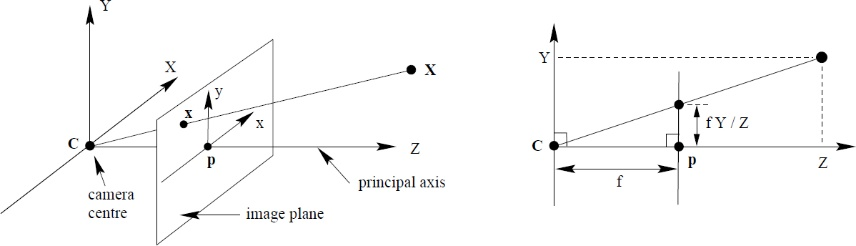 Y
X
X
x
y
x
C
p
Z
camera
centre
principal axis
image plane
Y
f Y / Z
C
p
f
Z